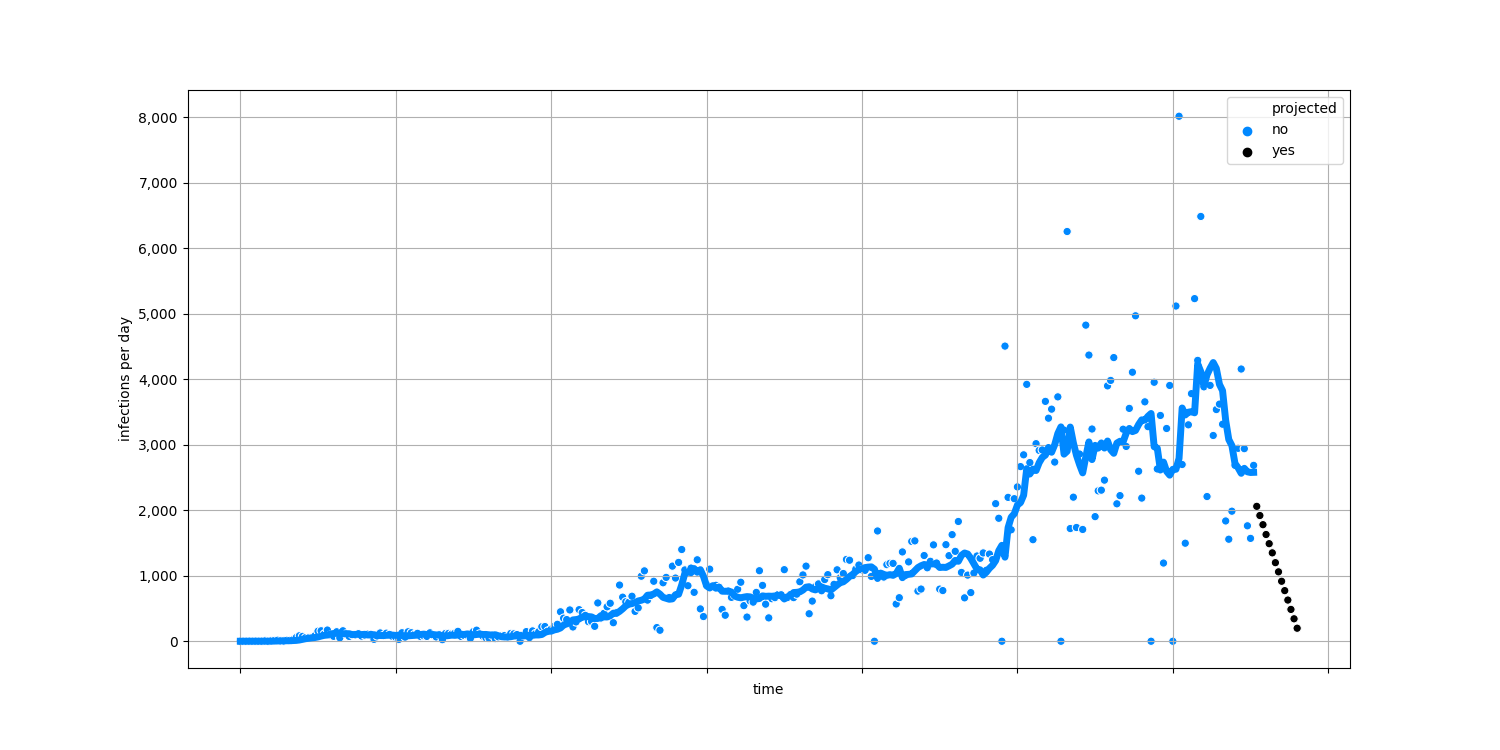 projected
no
yes
8,000
7,000
6,000
5,000
4,000
3,000
2,000
1,000
0
infections per day
time